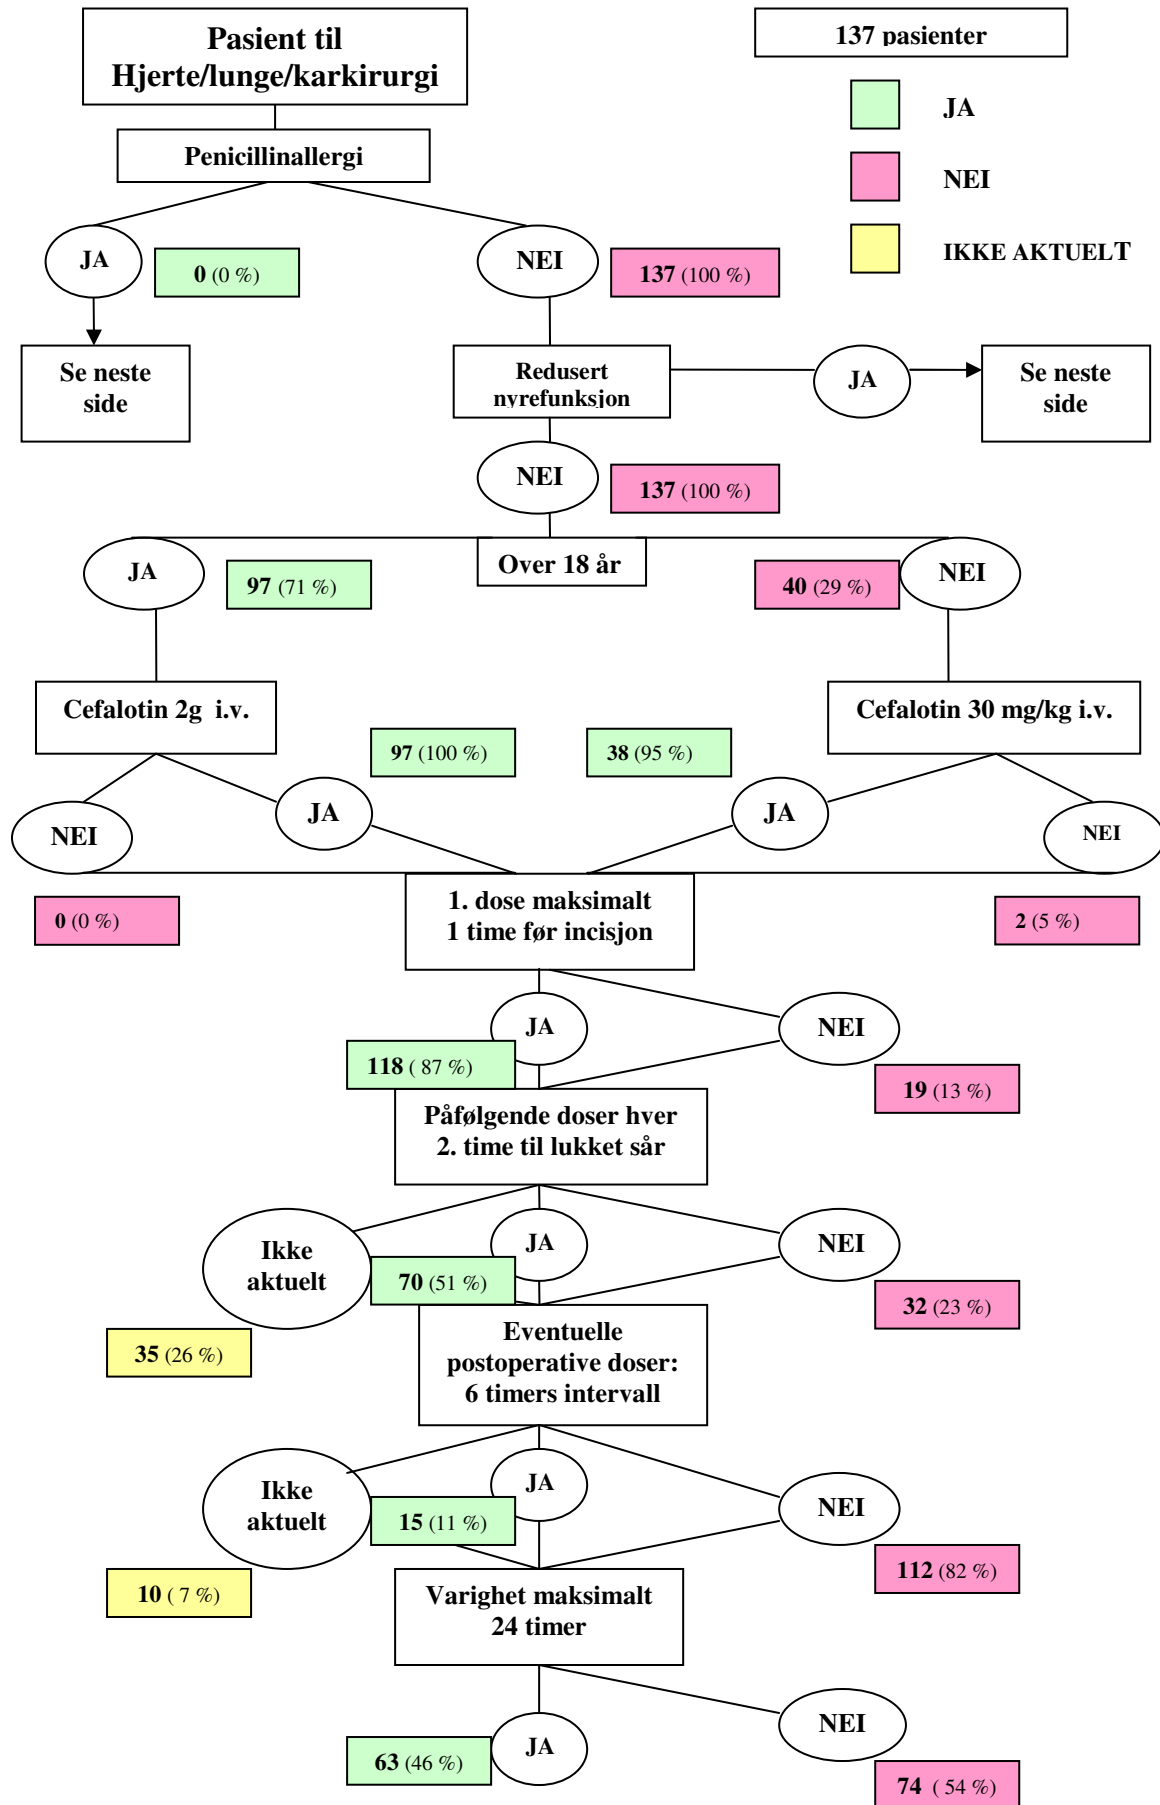 Pasient til
Hjerte/lunge/karkirurgi
137 pasienter
JA
NEI
IKKE AKTUELT
Penicillinallergi
JA
0 (0 %)
NEI
137 (100 %)
Se neste
side
Redusert
nyrefunksjon
JA
Se neste
side
NEI
137 (100 %)
JA
97 (71 %)
Over 18 år
40 (29 %)
NEI
Cefalotin 2g i.v.
Cefalotin 30 mg/kg i.v.
97 (100 %)
38 (95 %)
NEI
JA
JA
NEI
0 (0 %)
1. dose maksimalt
1 time før incisjon
2 (5 %)
JA
NEI
118 ( 87 %)
19 (13 %)
Påfølgende doser hver
2. time til lukket sår
Ikke
aktuelt
JA
NEI
70 (51 %)
32 (23 %)
35 (26 %)
Eventuelle
postoperative doser:
6 timers intervall
Ikke
aktuelt
JA
NEI
15 (11 %)
112 (82 %)
10 ( 7 %)
Varighet maksimalt
24 timer
JA
NEI
63 (46 %)
74 ( 54 %)